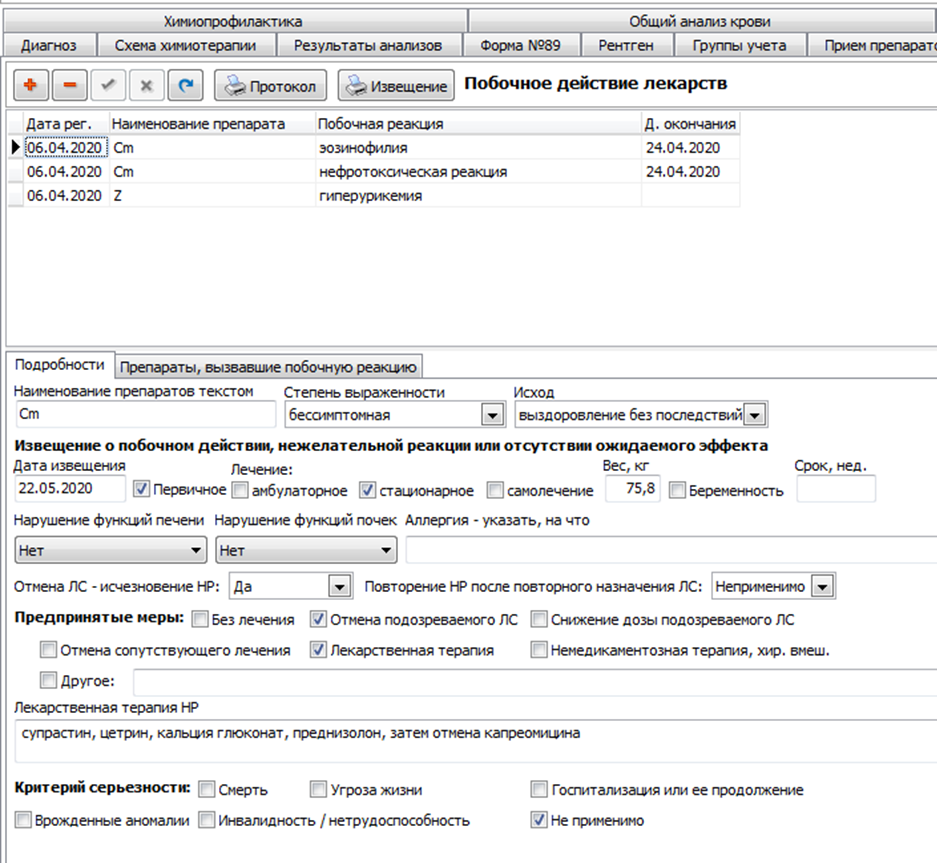 Химиопрофилактика Общий анализ крови
Диагноз Схема химиотерапии Результаты анализов Форма №89 Рентген Группы учета Прием препарато
Протокол Извещение Побочное действие лекарств
Дата рег. Наименование препарата Побочная реакция Д. окончания
06.04.2020 Cm эозинофилия 24.04.2020
06.04.2020 Cm нефротоксическая реакция 24.04.2020
06.04.2020 Z гиперурикемия
Подробности Препараты, вызвавшие побочную реакцию
Наименование препаратов текстом Степень выраженности Исход
Cm бессимптомная выздоровление без последствий
Извещение о побочном действии, нежелательной реакции или отсутствии ожидаемого эффекта
Дата извещения Лечение: Вес, кг Срок, нед.
22.05.2020 Первичное амбулаторное стационарное самолечение 75,8 Беременность
Нарушение функций печени Нарушение функций почек Аллергия - указать, на что
Нет Нет
Отмена ЛС - исчезновение НР: Да Повторение НР после повторного назначения ЛС: Неприменимо
Предпринятые меры: Без лечения Отмена подозреваемого ЛС Снижение дозы подозреваемого ЛС
Отмена сопутствующего лечения Лекарственная терапия Немедикаментозная терапия, хир. вмеш.
Другое:
Лекарственная терапия НР
супрастин, цетрин, кальция глюконат, преднизолон, затем отмена капреомицина
Критерий серьезности: Смерть Угроза жизни Госпитализация или ее продолжение
Врожденные аномалии Инвалидность / нетрудоспособность Не применимо